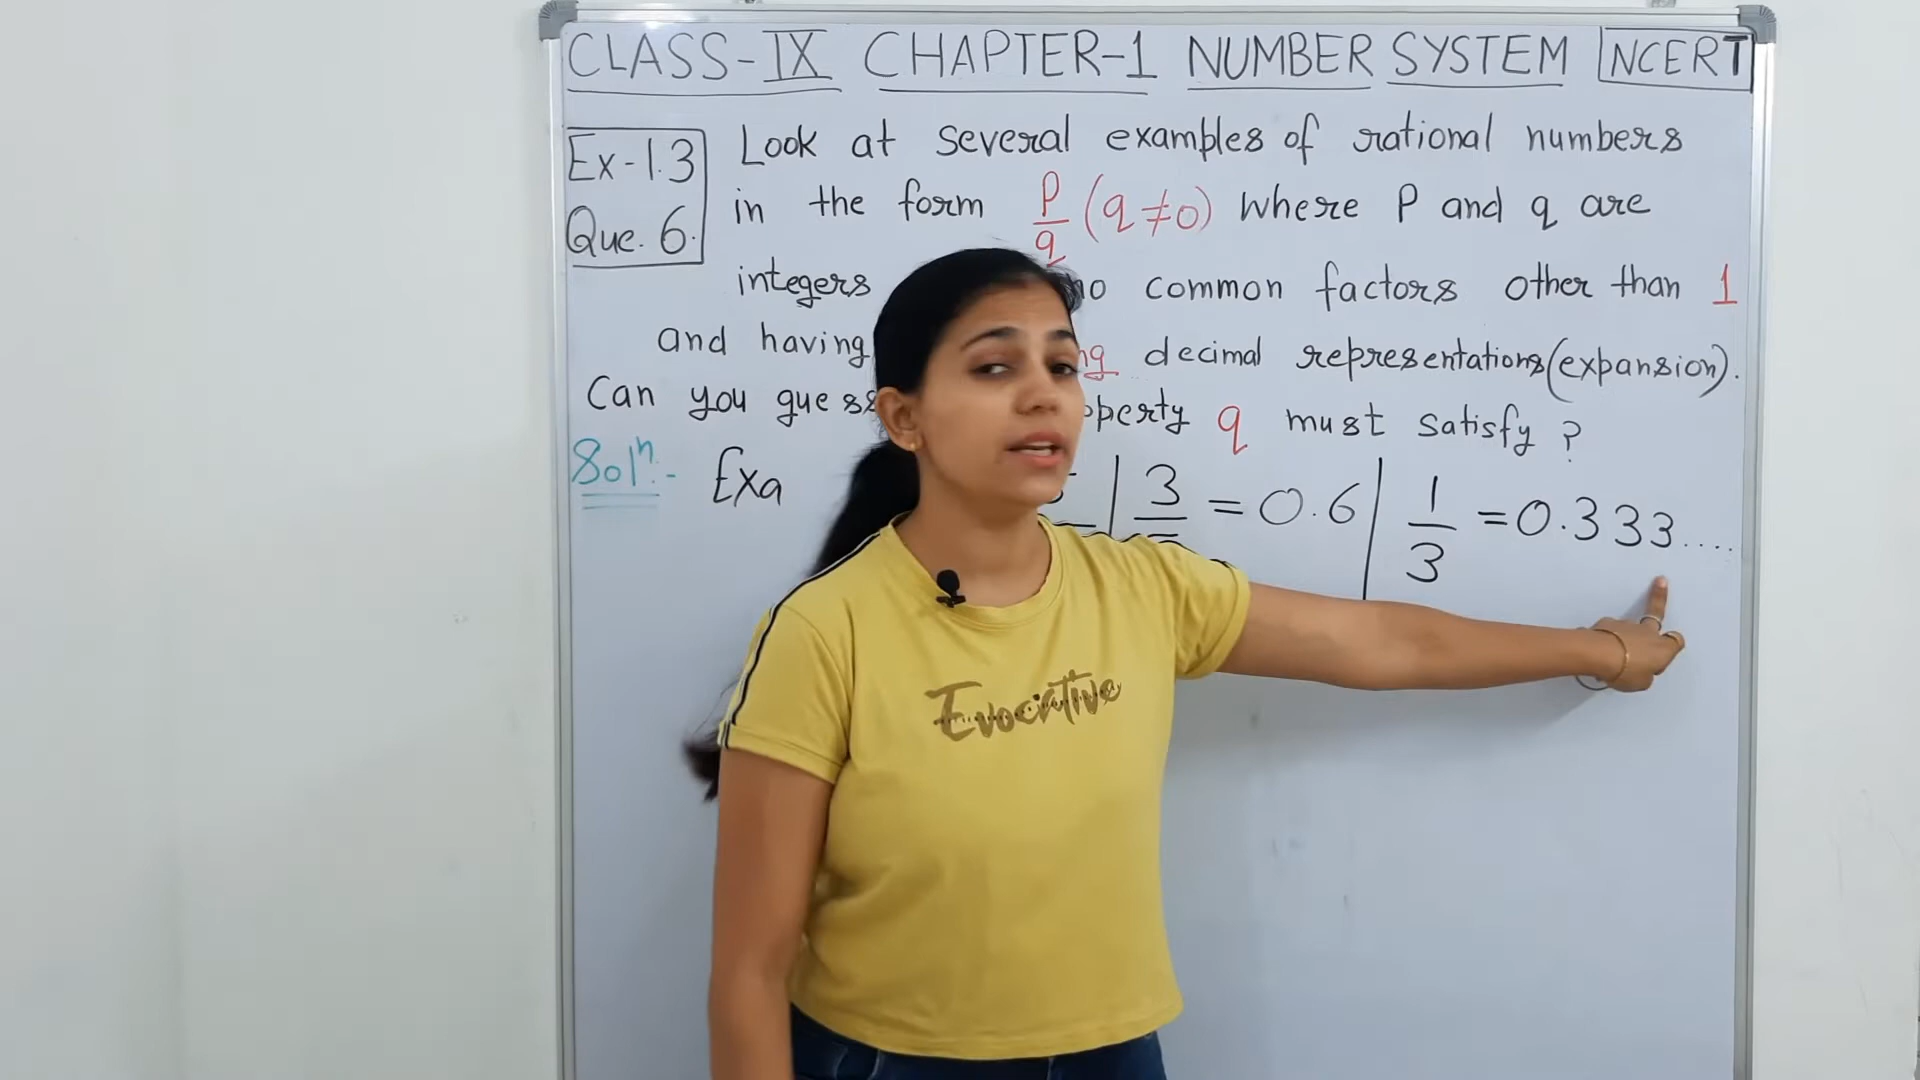 CLASS-IX CHAPTER-1 NUMBER SYSTEM NCERT
Ex-1.3
Que. 6.
Look at several examples of rational numbers
in the form p/q (q≠0) where P and q are
integers no common factors other than 1
and having decimal representations (expansion).
Can you guess q must satisfy ?
Solⁿ:-
3/ = 0.6 | 1/3 = 0.333....
Evocative